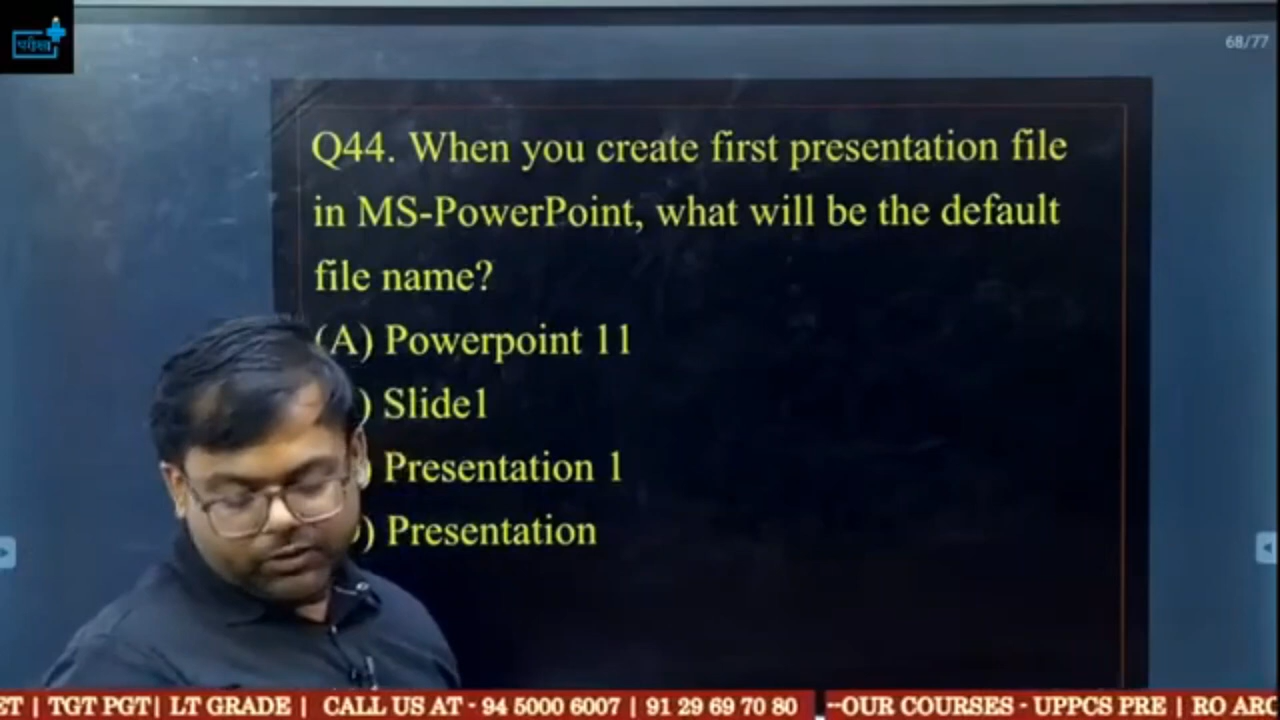 परीक्षा
68/77
Q44. When you create first presentation file
in MS-PowerPoint, what will be the default
file name?
(A) Powerpoint 11
) Slide1
) Presentation 1
) Presentation
ET | TGT PGT| LT GRADE | CALL US AT - 94 5000 6007 | 91 29 69 70 80 --OUR COURSES - UPPCS PRE | RO ARO